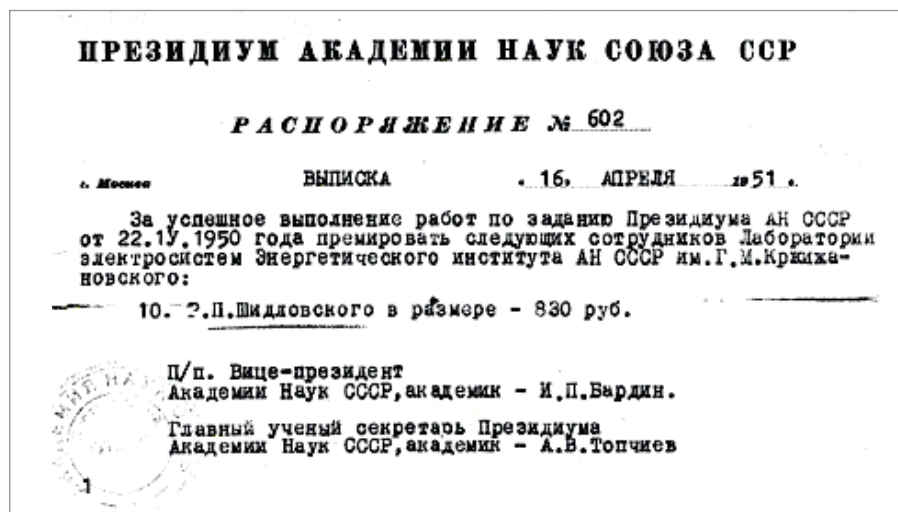 ПРЕЗИДИУМ АКАДЕМИИ НАУК СОЮЗА ССР
РАСПОРЯЖЕНИЕ № 602
г. Москва ВЫПИСКА „ 16 „ АПРЕЛЯ 1951 г.
За успешное выполнение работ по заданию Президиума АН СССР
от 22.1У.1950 года премировать следующих сотрудников Лаборатории
электросистем Энергетического института АН СССР им.Г.М.Кржижа-
новского:
10. П.Шидловского в размере - 830 руб.
П/п. Вице-президент
Академии Наук СССР,академик - И.П.Бардин.
Главный ученый секретарь Президиума
Академии Наук СССР,академик - А.В.Топчиев
1